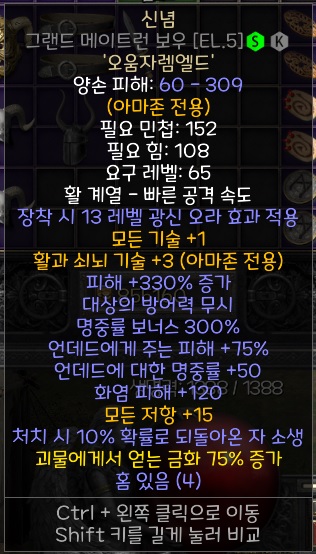 신념
그랜드 메이트런 보우 [EL.5] S K
'오움자렘엘드'
양손 피해: 60 - 309
(아마존 전용)
필요 민첩: 152
필요 힘: 108
요구 레벨: 65
활 계열 - 빠른 공격 속도
장착 시 13 레벨 광신 오라 효과 적용
모든 기술 +1
활과 쇠뇌 기술 +3 (아마존 전용)
피해 +330% 증가
대상의 방어력 무시
명중률 보너스 300%
언데드에게 주는 피해 +75%
언데드에 대한 명중률 +50
화염 피해 +120
/ 1388
모든 저항 +15
처치 시 10% 확률로 되돌아온 자 소생
괴물에게서 얻는 금화 75% 증가
홈 있음 (4)
Ctrl + 왼쪽 클릭으로 이동
Shift 키를 길게 눌러 비교